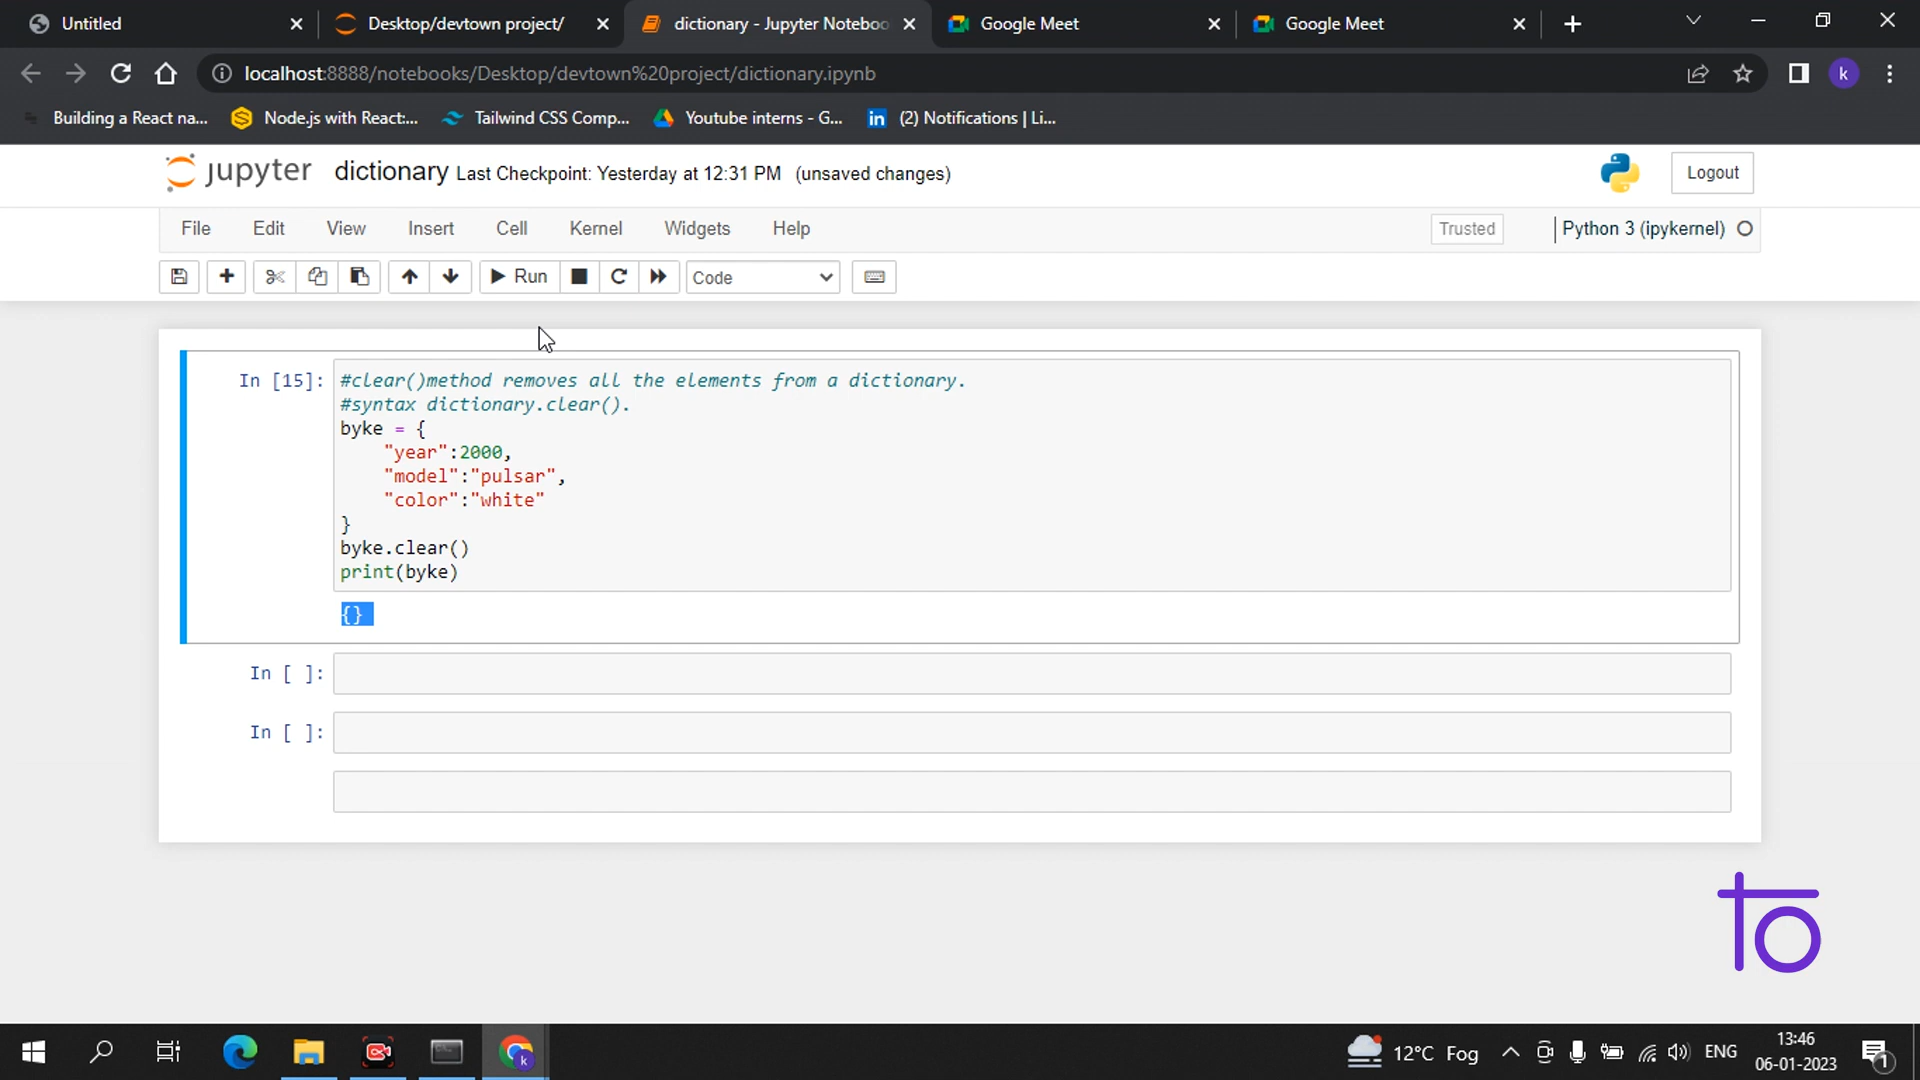 Untitled
Desktop/devtown project/
dictionary - Jupyter Noteboo
Google Meet
Google Meet
localhost:8888/notebooks/Desktop/devtown%20project/dictionary.ipynb
k
Building a React na...
Node.js with React:...
Tailwind CSS Comp...
Youtube interns - G...
in
(2) Notifications | Li...
jupyter
dictionary Last Checkpoint: Yesterday at 12:31 PM (unsaved changes)
Logout
File
Edit
View
Insert
Cell
Kernel
Widgets
Help
Trusted
Python 3 (ipykernel)
Run
Code
In [15]:
#clear()method removes all the elements from a dictionary.
#syntax dictionary.clear().
byke = {
"year":2000,
"model":"pulsar",
"color":"white"
}
byke.clear()
print(byke)
{}
In [ ]:
In [ ]:
to
k
12°C Fog
ENG
13:46
06-01-2023
1